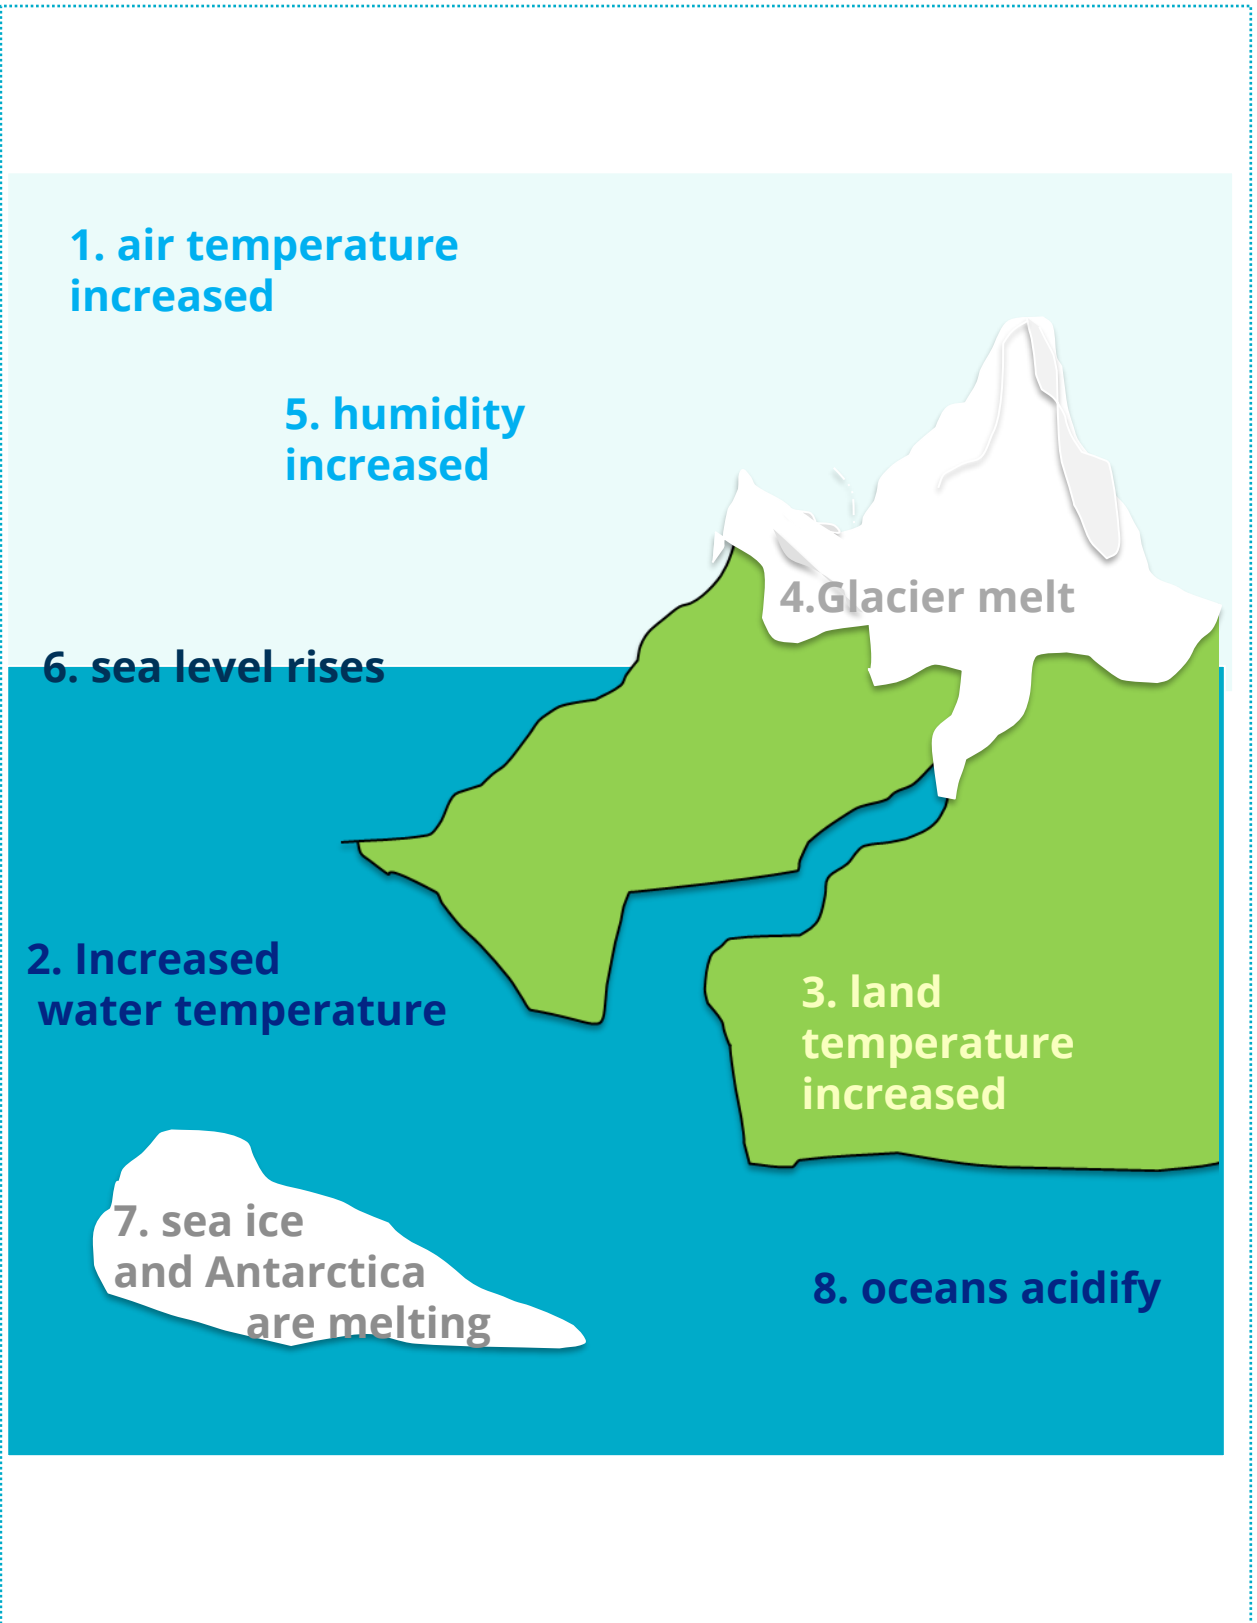 1. air temperature
increased
5. humidity
increased
4.Glacier melt
6. sea level rises
2. Increased
water temperature
3. land
temperature
increased
7. sea ice
and Antarctica
are melting
8. oceans acidify